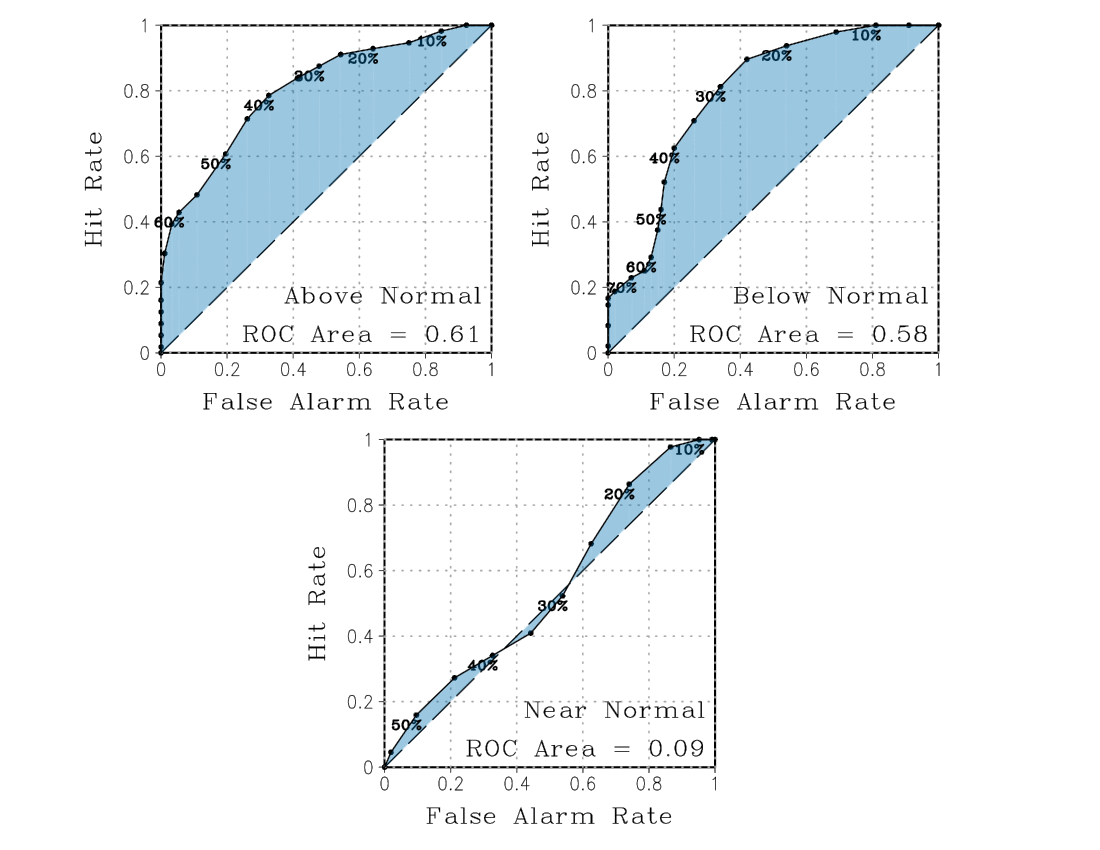 1
0.8
0.6
0.4
0.2
0
Hit Rate
10%
20%
30%
40%
50%
60%
Above Normal
ROC Area = 0.61
0 0.2 0.4 0.6 0.8 1
False Alarm Rate
1
0.8
0.6
0.4
0.2
0
Hit Rate
10%
20%
30%
40%
50%
60%
70%
Below Normal
ROC Area = 0.58
0 0.2 0.4 0.6 0.8 1
False Alarm Rate
1
0.8
0.6
0.4
0.2
0
Hit Rate
10%
20%
30%
40%
50%
Near Normal
ROC Area = 0.09
0 0.2 0.4 0.6 0.8 1
False Alarm Rate